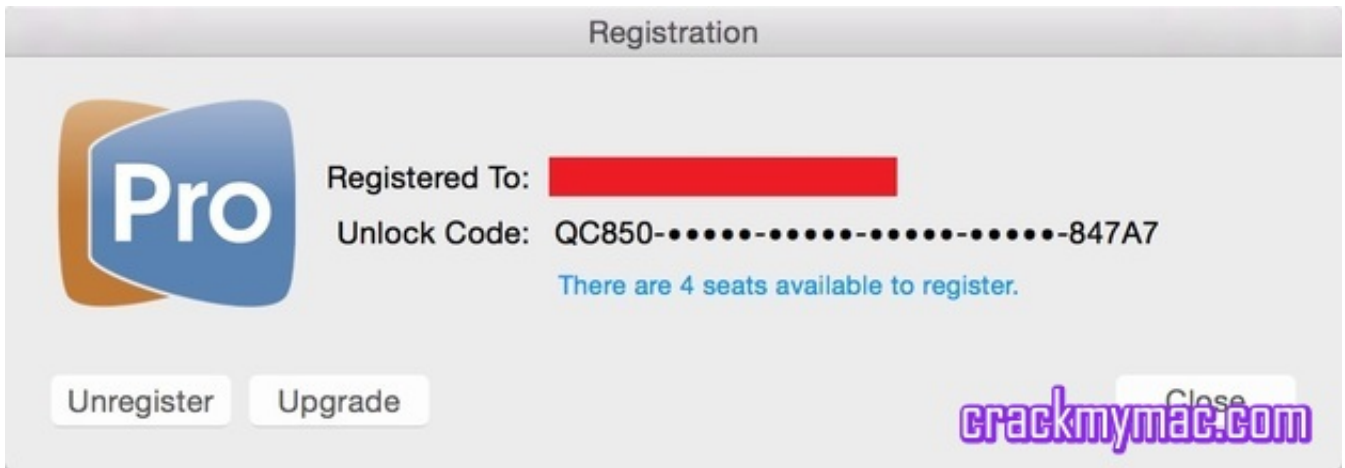 Registration
Pro
Registered To:
Unlock Code: QC850-•••••-•••••-•••••-•••••-847A7
There are 4 seats available to register.
Unregister Upgrade Close
crackmymac.com